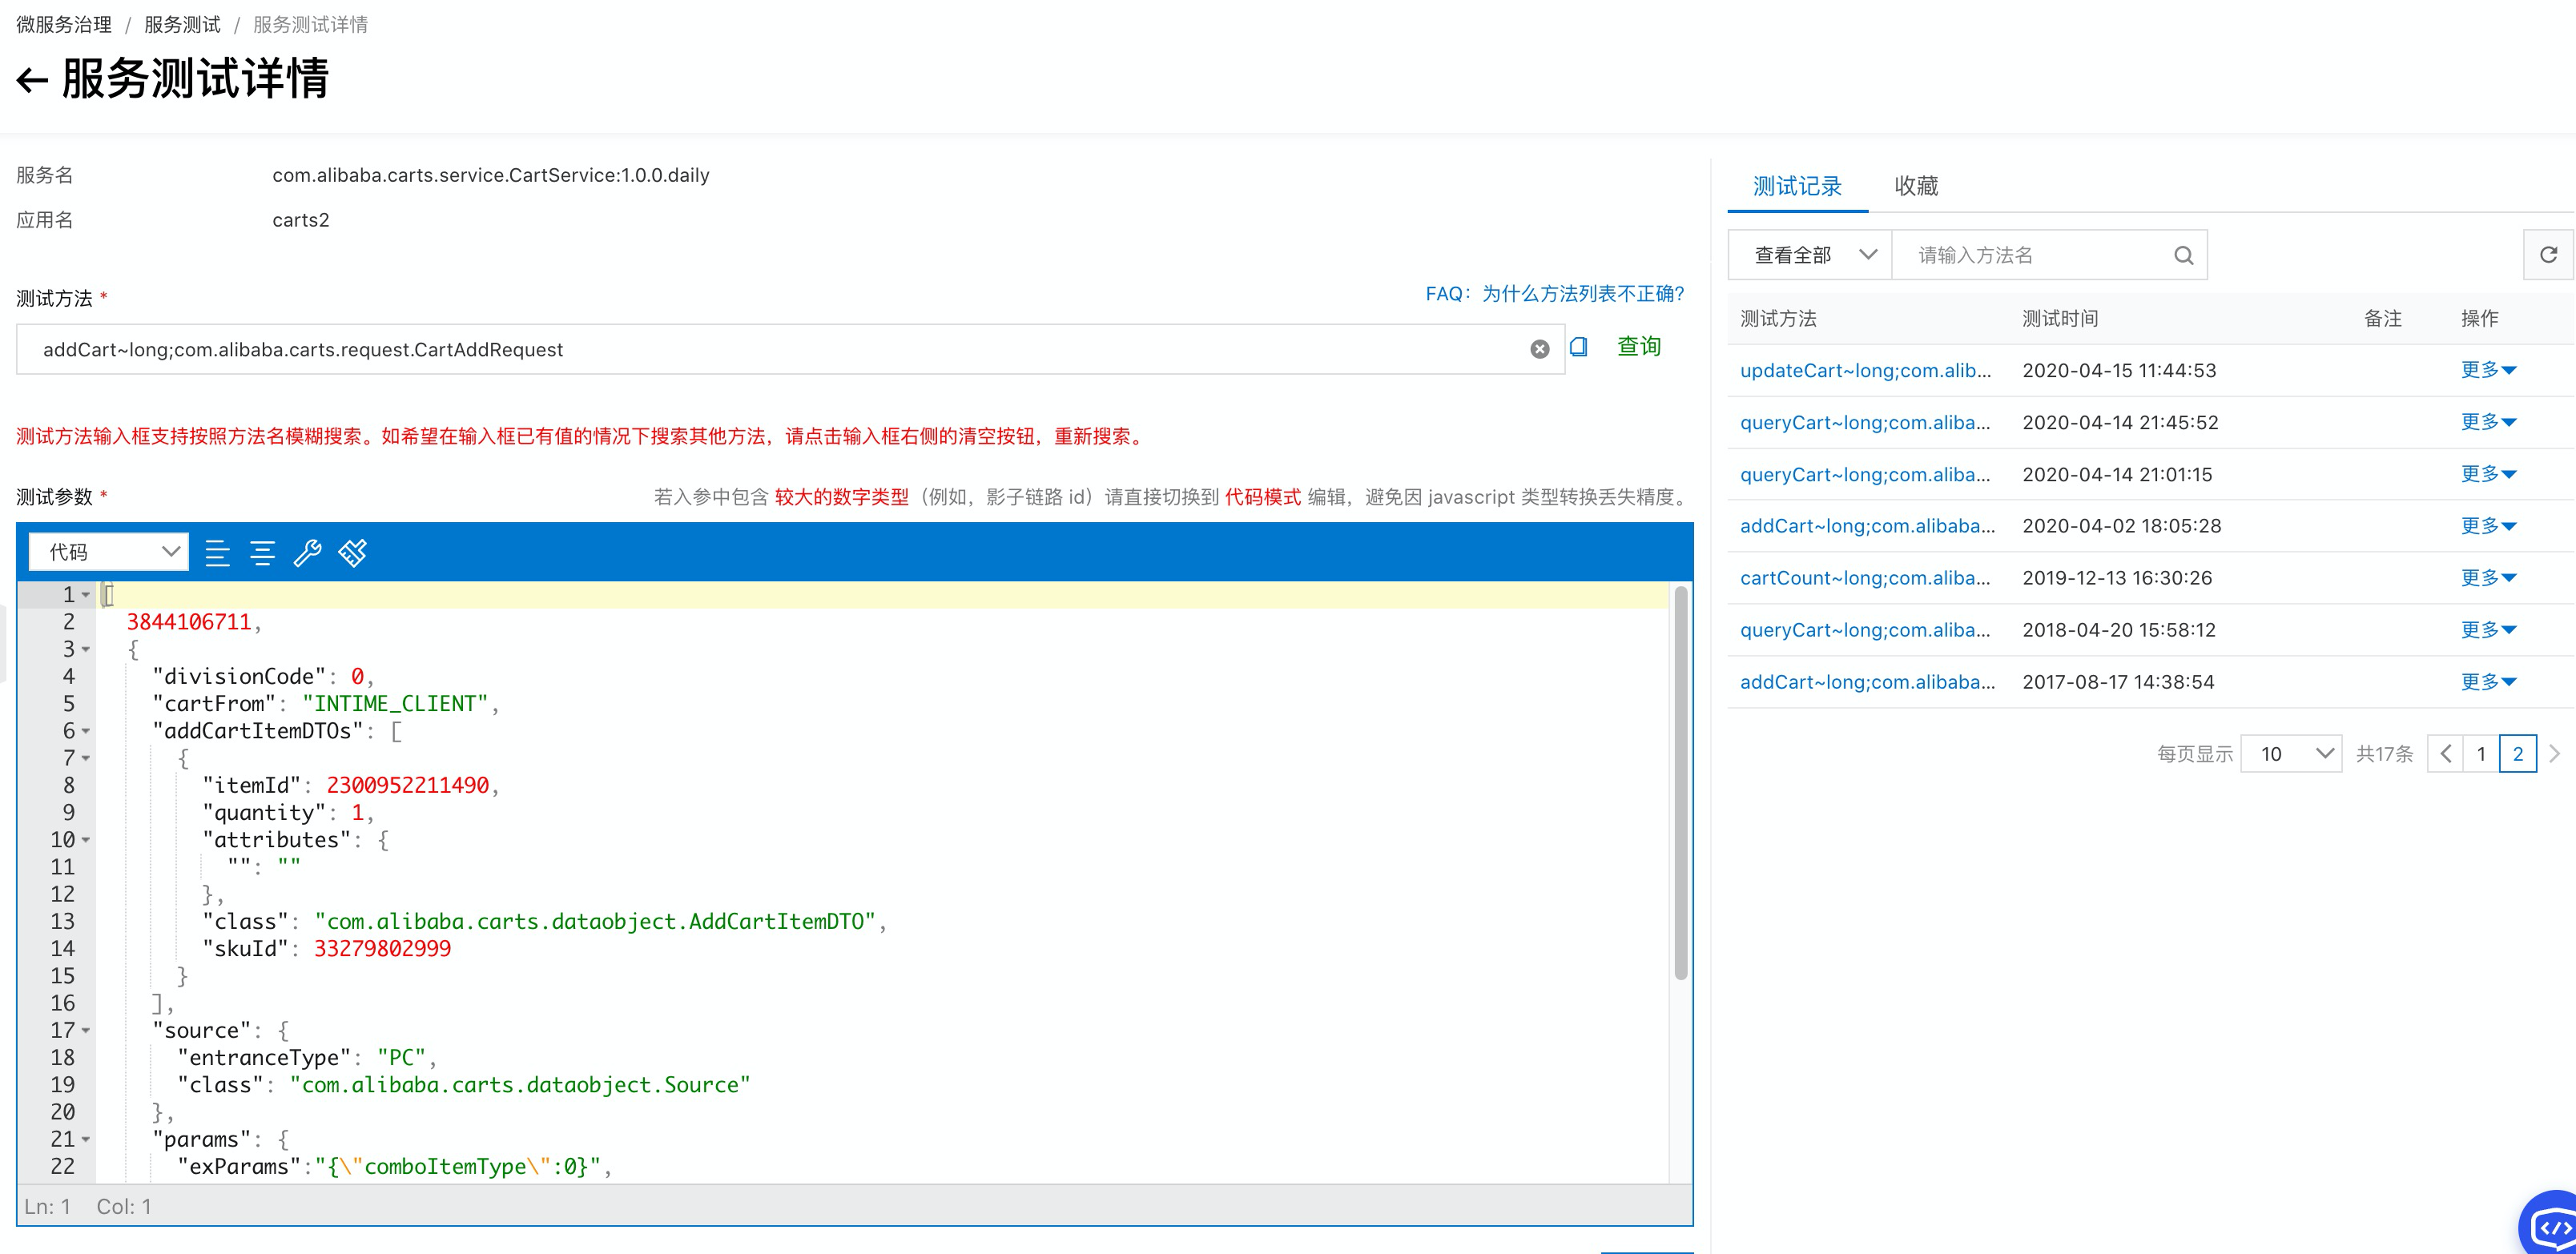 微服务治理 / 服务测试 / 服务测试详情
服务测试详情
服务名 com.alibaba.carts.service.CartService:1.0.0.daily
应用名 carts2
测试方法 * FAQ：为什么方法列表不正确?
addCart~long;com.alibaba.carts.request.CartAddRequest 查询
测试方法输入框支持按照方法名模糊搜索。如希望在输入框已有值的情况下搜索其他方法，请点击输入框右侧的清空按钮，重新搜索。
测试参数 * 若入参中包含 较大的数字类型（例如，影子链路 id）请直接切换到 代码模式 编辑，避免因 javascript 类型转换丢失精度。
代码
1 [
2 3844106711,
3 {
4 "divisionCode": 0,
5 "cartFrom": "INTIME_CLIENT",
6 "addCartItemDTOs": [
7 {
8 "itemId": 2300952211490,
9 "quantity": 1,
10 "attributes": {
11 "": ""
12 },
13 "class": "com.alibaba.carts.dataobject.AddCartItemDTO",
14 "skuId": 33279802999
15 }
16 ],
17 "source": {
18 "entranceType": "PC",
19 "class": "com.alibaba.carts.dataobject.Source"
20 },
21 "params": {
22 "exParams":"{\"comboItemType\":0}",
Ln: 1 Col: 1
测试记录 收藏
查看全部 请输入方法名
测试方法 测试时间 备注 操作
updateCart~long;com.alib... 2020-04-15 11:44:53 更多
queryCart~long;com.aliba... 2020-04-14 21:45:52 更多
queryCart~long;com.aliba... 2020-04-14 21:01:15 更多
addCart~long;com.alibaba... 2020-04-02 18:05:28 更多
cartCount~long;com.aliba... 2019-12-13 16:30:26 更多
queryCart~long;com.aliba... 2018-04-20 15:58:12 更多
addCart~long;com.alibaba... 2017-08-17 14:38:54 更多
每页显示 10 共17条 1 2